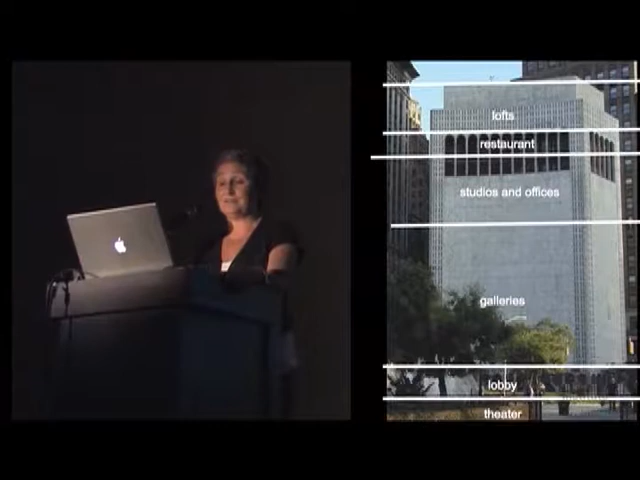 lofts
restaurant
studios and offices
galleries
lobby
theater